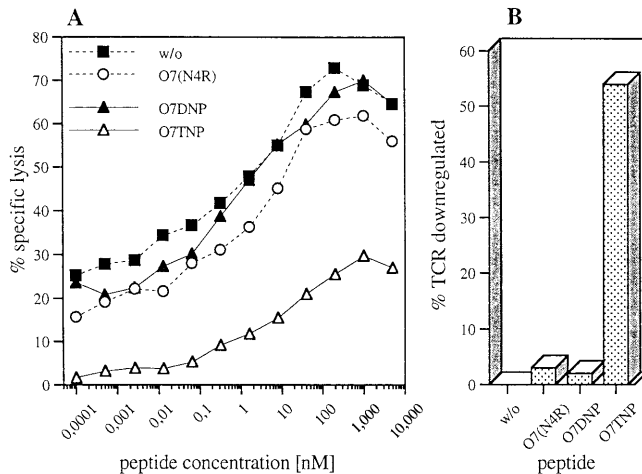 A
80
70
60
50
40
30
20
10
0
% specific lysis
w/o
O7(N4R)
O7DNP
O7TNP
0,0001
0,001
0,01
0,1
1
10
100
1,000
10,000
peptide concentration [nM]
B
60
50
40
30
20
10
0
% TCR downregulated
w/o
O7(N4R)
O7DNP
O7TNP
peptide